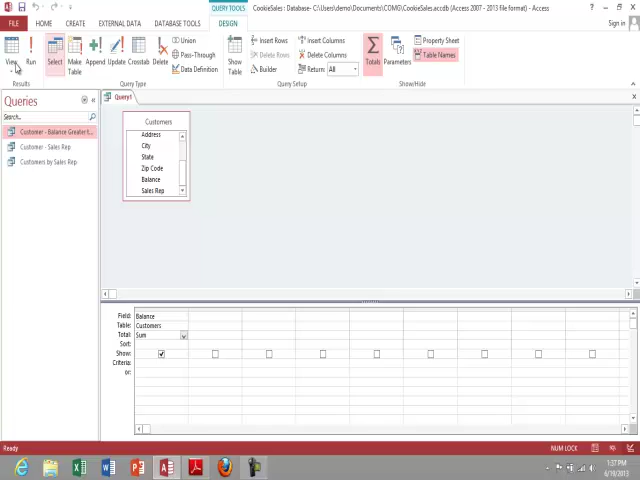 QUERY TOOLS
CookieSales : Database- C:\Users\demo\Documents\COMG\CookieSales.accdb (Access 2007 - 2013 file format) - Access
FILE HOME CREATE EXTERNAL DATA DATABASE TOOLS DESIGN Sign in
View Run Select Make Table Append Update Crosstab Delete
Union
Pass-Through
Data Definition
Show Table
Insert Rows
Delete Rows
Builder
Insert Columns
Delete Columns
Return: All
Totals Parameters
Property Sheet
Table Names
Results Query Type Query Setup Show/Hide
Queries
Search...
Customer - Balance Greater t...
Customer - Sales Rep
Customers by Sales Rep
Query1
Customers
Address
City
State
Zip Code
Balance
Sales Rep
Field: Balance
Table: Customers
Total: Sum
Sort:
Show:
Criteria:
or:
Ready NUM LOCK
1:37 PM
6/10/2013